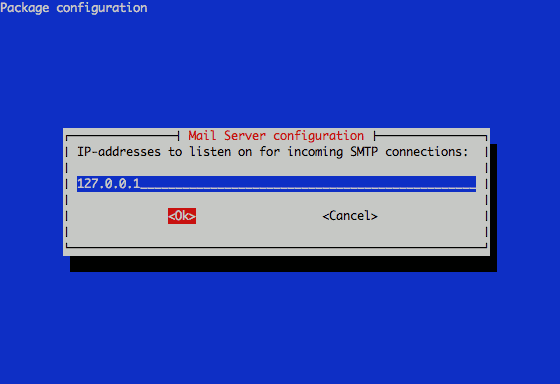 Package configuration
Mail Server configuration
IP-addresses to listen on for incoming SMTP connections:
127.0.0.1
<Ok> <Cancel>